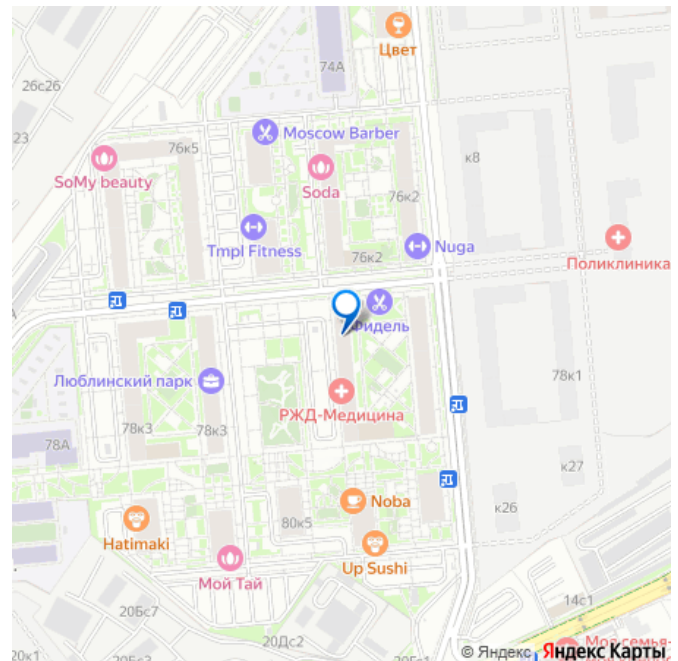 Цвет
74А
26с26
23
Moscow Barber
76к5
к8
SoMy beauty
Soda
76к2
Tmpl Fitness
Nuga
76к2
Поликлиника
Фидель
Люблинский парк
78к1
РЖД-Медицина
78к3
78к3
78А
к27
Noba
80к5
к26
Hatimaki
Up Sushi
Мой Тай
14с1
20Бс7
20Дс2
20к1
20Бс3
© Яндекс Яндекс Карты